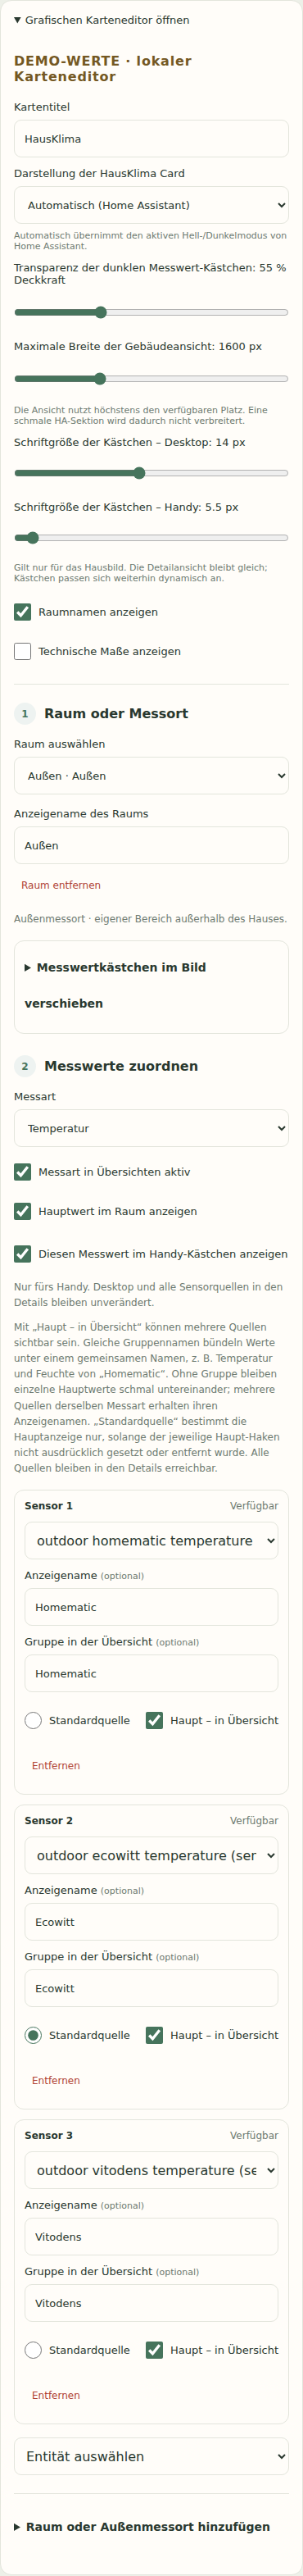 ▼ Grafischen Karteneditor öffnen
DEMO-WERTE · lokaler
Karteneditor
Kartentitel
HausKlima
Darstellung der HausKlima Card
Automatisch (Home Assistant)
Automatisch übernimmt den aktiven Hell-/Dunkelmodus von
Home Assistant.
Transparenz der dunklen Messwert-Kästchen: 55 %
Deckkraft
Maximale Breite der Gebäudeansicht: 1600 px
Die Ansicht nutzt höchstens den verfügbaren Platz. Eine
schmale HA-Sektion wird dadurch nicht verbreitert.
Schriftgröße der Kästchen – Desktop: 14 px
Schriftgröße der Kästchen – Handy: 5.5 px
Gilt nur für das Hausbild. Die Detailansicht bleibt gleich;
Kästchen passen sich weiterhin dynamisch an.
Raumnamen anzeigen
Technische Maße anzeigen
1 Raum oder Messort
Raum auswählen
Außen · Außen
Anzeigename des Raums
Außen
Raum entfernen
Außenmessort · eigener Bereich außerhalb des Hauses.
▶ Messwertkästchen im Bild
verschieben
2 Messwerte zuordnen
Messart
Temperatur
Messart in Übersichten aktiv
Hauptwert im Raum anzeigen
Diesen Messwert im Handy-Kästchen anzeigen
Nur fürs Handy. Desktop und alle Sensorquellen in den
Details bleiben unverändert.
Mit „Haupt – in Übersicht“ können mehrere Quellen
sichtbar sein. Gleiche Gruppennamen bündeln Werte
unter einem gemeinsamen Namen, z. B. Temperatur
und Feuchte von „Homematic“. Ohne Gruppe bleiben
einzelne Hauptwerte schmal untereinander; mehrere
Quellen derselben Messart erhalten ihren
Anzeigenamen. „Standardquelle“ bestimmt die
Hauptanzeige nur, solange der jeweilige Haupt-Haken
nicht ausdrücklich gesetzt oder entfernt wurde. Alle
Quellen bleiben in den Details erreichbar.
Sensor 1 Verfügbar
outdoor homematic temperature
Anzeigename (optional)
Homematic
Gruppe in der Übersicht (optional)
Homematic
Standardquelle Haupt – in Übersicht
Entfernen
Sensor 2 Verfügbar
outdoor ecowitt temperature (ser
Anzeigename (optional)
Ecowitt
Gruppe in der Übersicht (optional)
Ecowitt
Standardquelle Haupt – in Übersicht
Entfernen
Sensor 3 Verfügbar
outdoor vitodens temperature (se
Anzeigename (optional)
Vitodens
Gruppe in der Übersicht (optional)
Vitodens
Standardquelle Haupt – in Übersicht
Entfernen
Entität auswählen
▶ Raum oder Außenmessort hinzufügen